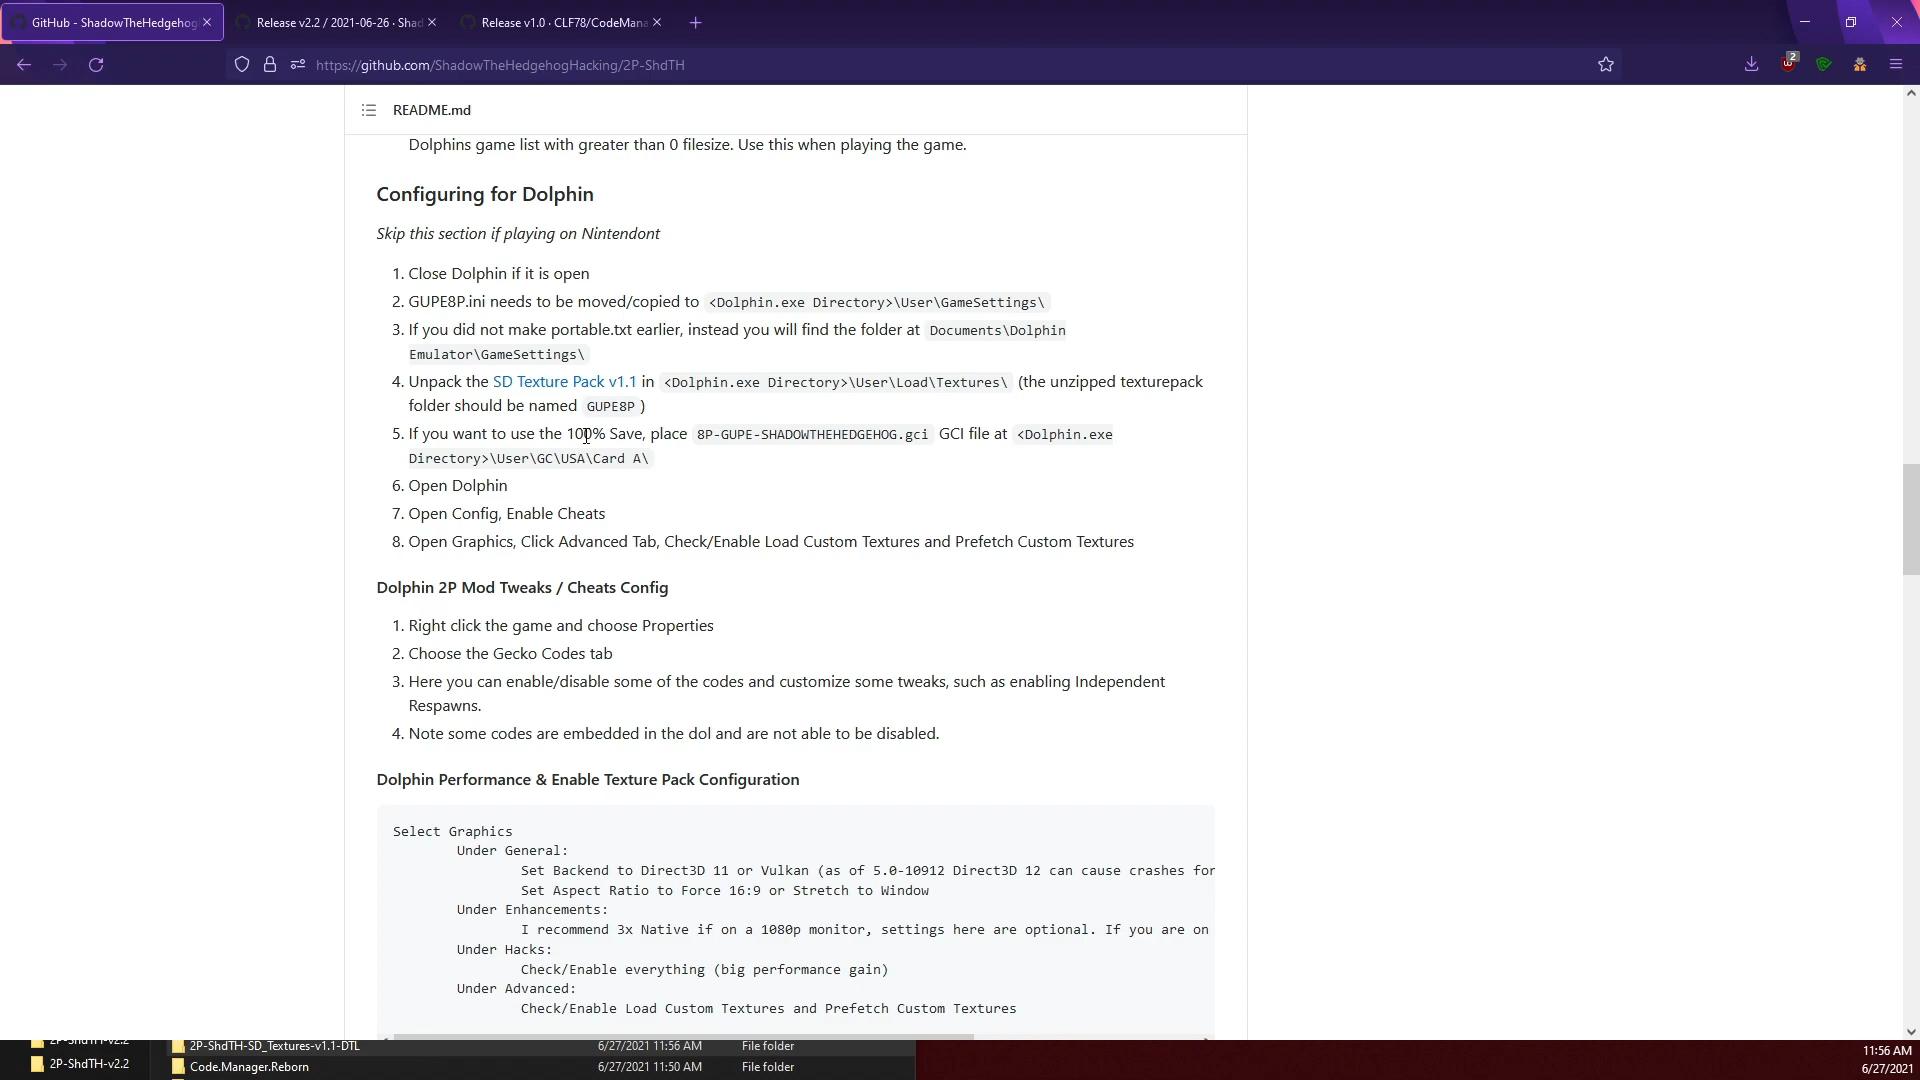 GitHub - ShadowTheHedgehog
Release v2.2 / 2021-06-26 · Shad
Release v1.0 · CLF78/CodeMana
https://github.com/ShadowTheHedgehogHacking/2P-ShdTH
2
README.md
Dolphins game list with greater than 0 filesize. Use this when playing the game.
Configuring for Dolphin
Skip this section if playing on Nintendont
1. Close Dolphin if it is open
2. GUPE8P.ini needs to be moved/copied to <Dolphin.exe Directory>\User\GameSettings\
3. If you did not make portable.txt earlier, instead you will find the folder at Documents\Dolphin
Emulator\GameSettings\
4. Unpack the SD Texture Pack v1.1 in <Dolphin.exe Directory>\User\Load\Textures\ (the unzipped texturepack
folder should be named GUPE8P )
5. If you want to use the 100% Save, place 8P-GUPE-SHADOWTHEHEDGEHOG.gci GCI file at <Dolphin.exe
Directory>\User\GC\USA\Card A\
6. Open Dolphin
7. Open Config, Enable Cheats
8. Open Graphics, Click Advanced Tab, Check/Enable Load Custom Textures and Prefetch Custom Textures
Dolphin 2P Mod Tweaks / Cheats Config
1. Right click the game and choose Properties
2. Choose the Gecko Codes tab
3. Here you can enable/disable some of the codes and customize some tweaks, such as enabling Independent
Respawns.
4. Note some codes are embedded in the dol and are not able to be disabled.
Dolphin Performance & Enable Texture Pack Configuration
Select Graphics
Under General:
Set Backend to Direct3D 11 or Vulkan (as of 5.0-10912 Direct3D 12 can cause crashes for
Set Aspect Ratio to Force 16:9 or Stretch to Window
Under Enhancements:
I recommend 3x Native if on a 1080p monitor, settings here are optional. If you are on
Under Hacks:
Check/Enable everything (big performance gain)
Under Advanced:
Check/Enable Load Custom Textures and Prefetch Custom Textures
2P-ShdTH-v2.2
2P-ShdTH-SD_Textures-v1.1-DTL 6/27/2021 11:56 AM File folder
2P-ShdTH-v2.2
Code.Manager.Reborn 6/27/2021 11:50 AM File folder
11:56 AM
6/27/2021